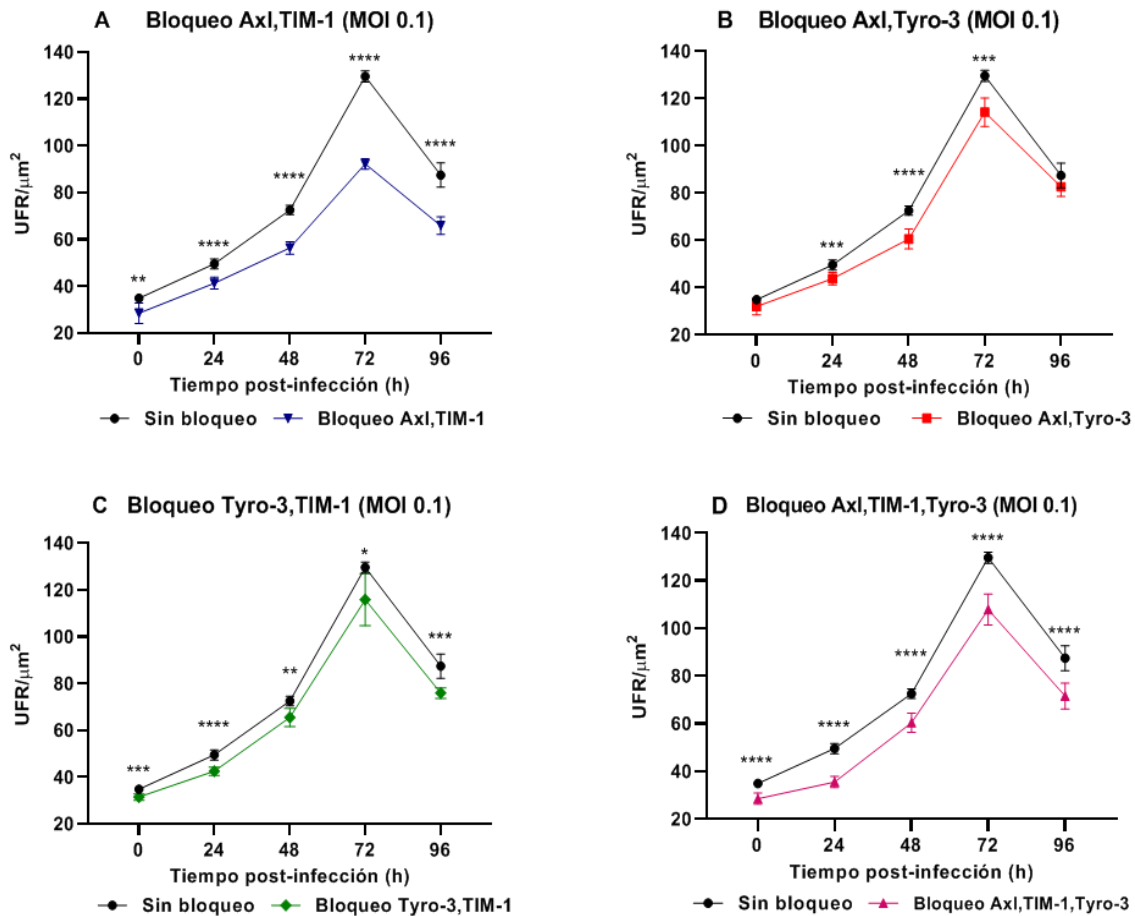 A Bloqueo Axl,TIM-1 (MOI 0.1)
UFR/μm²
140
120
100
80
60
40
20
**
****
****
****
****
0 24 48 72 96
Tiempo post-infección (h)
Sin bloqueo Bloqueo Axl,TIM-1
B Bloqueo Axl,Tyro-3 (MOI 0.1)
UFR/μm²
140
120
100
80
60
40
20
***
****
***
0 24 48 72 96
Tiempo post-infección (h)
Sin bloqueo Bloqueo Axl,Tyro-3
C Bloqueo Tyro-3,TIM-1 (MOI 0.1)
UFR/μm²
140
120
100
80
60
40
20
***
****
**
*
***
0 24 48 72 96
Tiempo post-infección (h)
Sin bloqueo Bloqueo Tyro-3,TIM-1
D Bloqueo Axl,TIM-1,Tyro-3 (MOI 0.1)
UFR/μm²
140
120
100
80
60
40
20
****
****
****
****
****
0 24 48 72 96
Tiempo post-infección (h)
Sin bloqueo Bloqueo Axl,TIM-1,Tyro-3